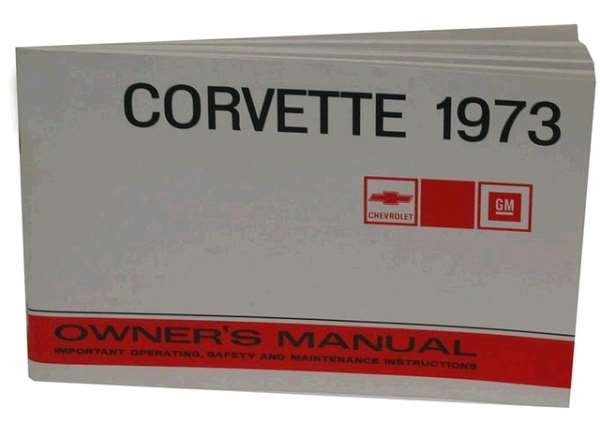 CORVETTE 1973
CHEVROLET
GM
OWNER'S MANUAL
IMPORTANT OPERATING, SAFETY AND MAINTENANCE INSTRUCTIONS